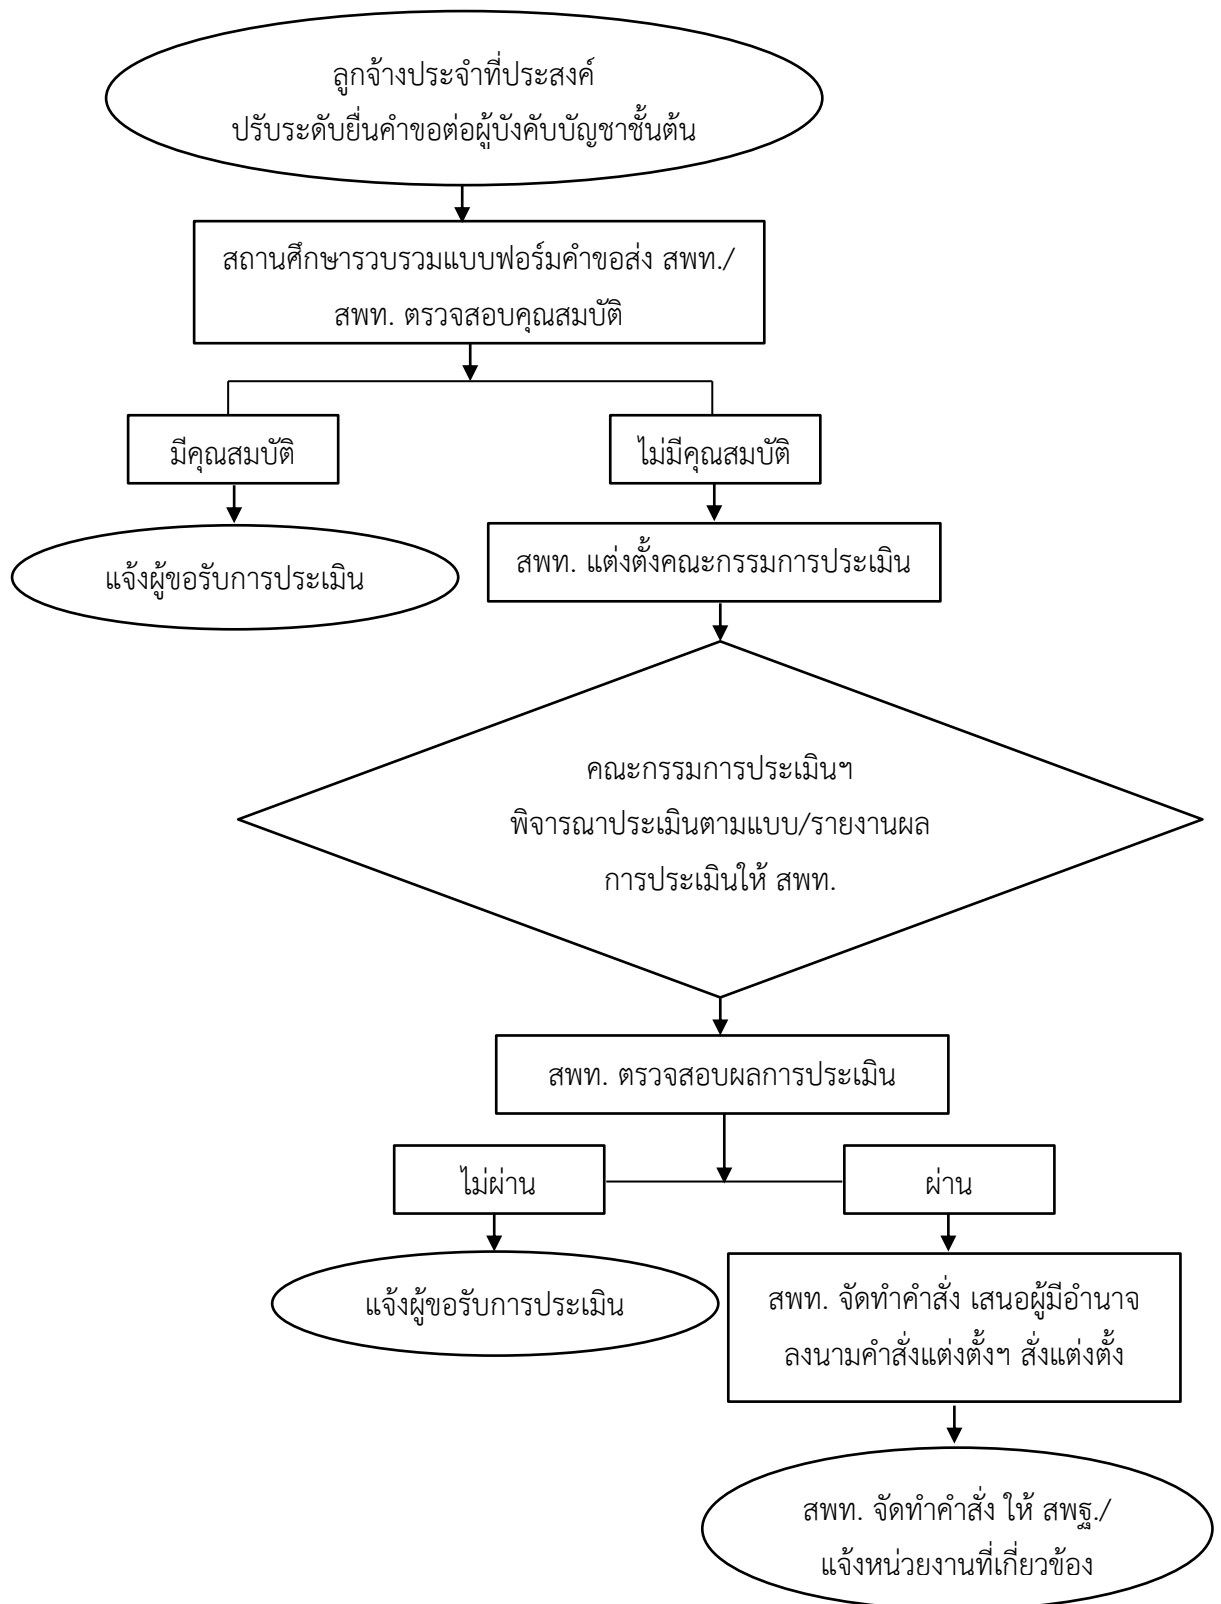 ลูกจ้างประจำที่ประสงค์
ปรับระดับยื่นคำขอต่อผู้บังคับบัญชาชั้นต้น
สถานศึกษารวบรวมแบบฟอร์มคำขอส่ง สพท./
สพท. ตรวจสอบคุณสมบัติ
มีคุณสมบัติ
ไม่มีคุณสมบัติ
แจ้งผู้ขอรับการประเมิน
สพท. แต่งตั้งคณะกรรมการประเมิน
คณะกรรมการประเมินฯ
พิจารณาประเมินตามแบบ/รายงานผล
การประเมินให้ สพท.
สพท. ตรวจสอบผลการประเมิน
ไม่ผ่าน
ผ่าน
แจ้งผู้ขอรับการประเมิน
สพท. จัดทำคำสั่ง เสนอผู้มีอำนาจ
ลงนามคำสั่งแต่งตั้งฯ สั่งแต่งตั้ง
สพท. จัดทำคำสั่ง ให้ สพฐ./
แจ้งหน่วยงานที่เกี่ยวข้อง